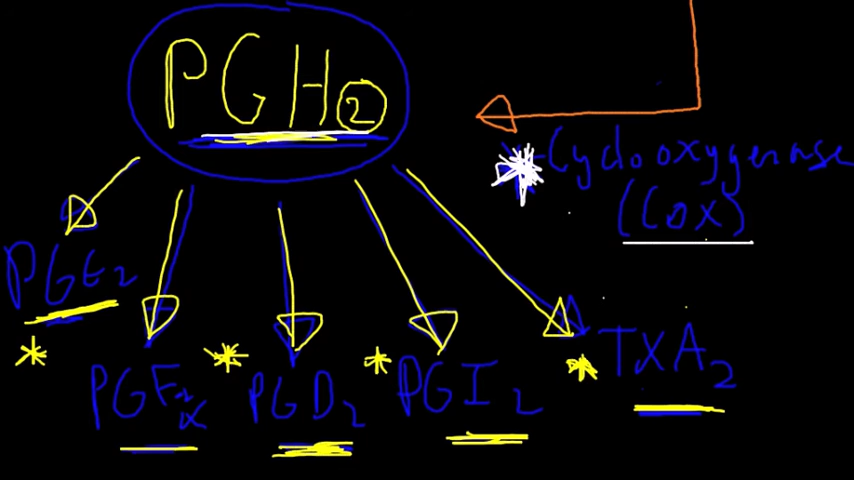 PGH2
Cyclooxygenase
(COX)
PGE2
TXA2
PGF2α
PGD2
PGI2